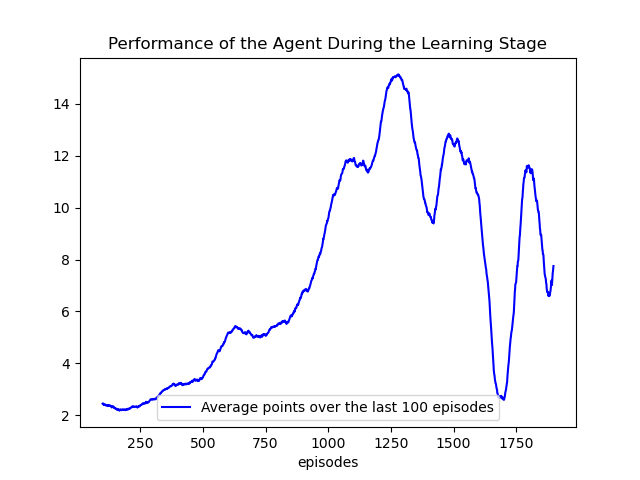 Performance of the Agent During the Learning Stage
14
12
10
8
6
4
2
Average points over the last 100 episodes
250 500 750 1000 1250 1500 1750
episodes